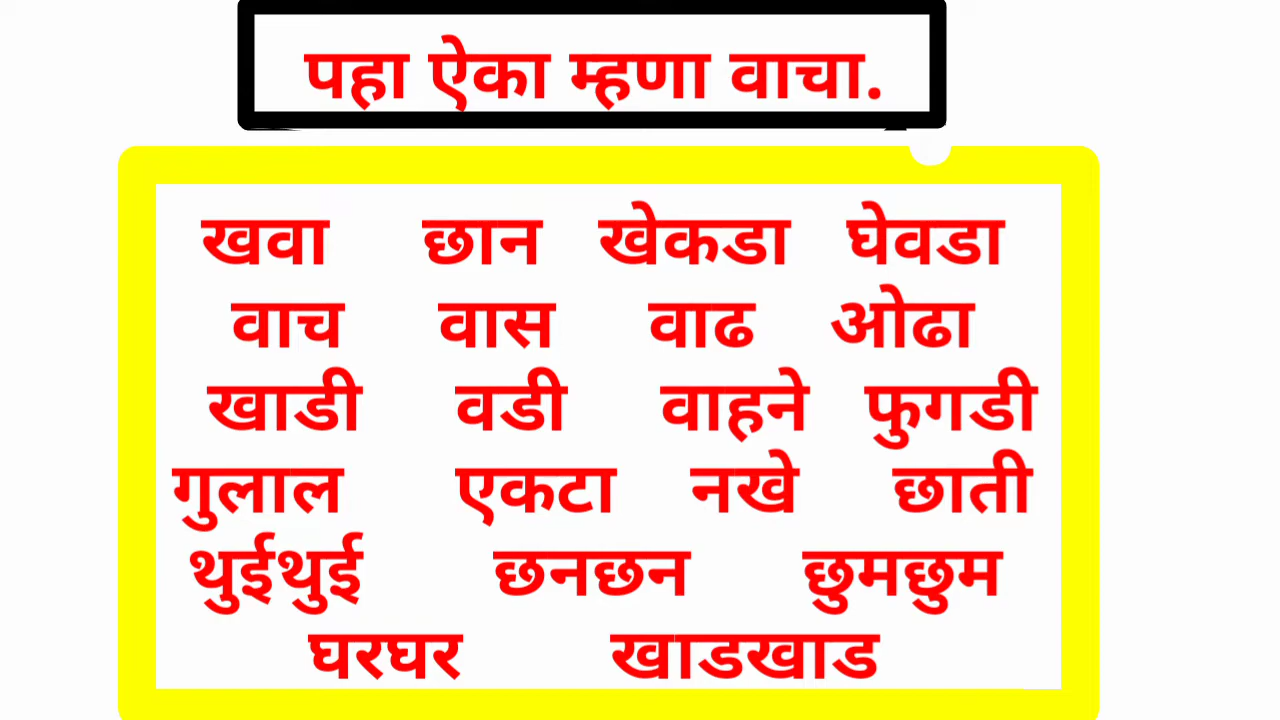 पहा ऐका म्हणा वाचा.
खवा छान खेकडा घेवडा
वाच वास वाढ ओढा
खाडी वडी वाहने फुगडी
गुलाल एकटा नखे छाती
थुईथुई छनछन छुमछुम
घरघर खाडखाड